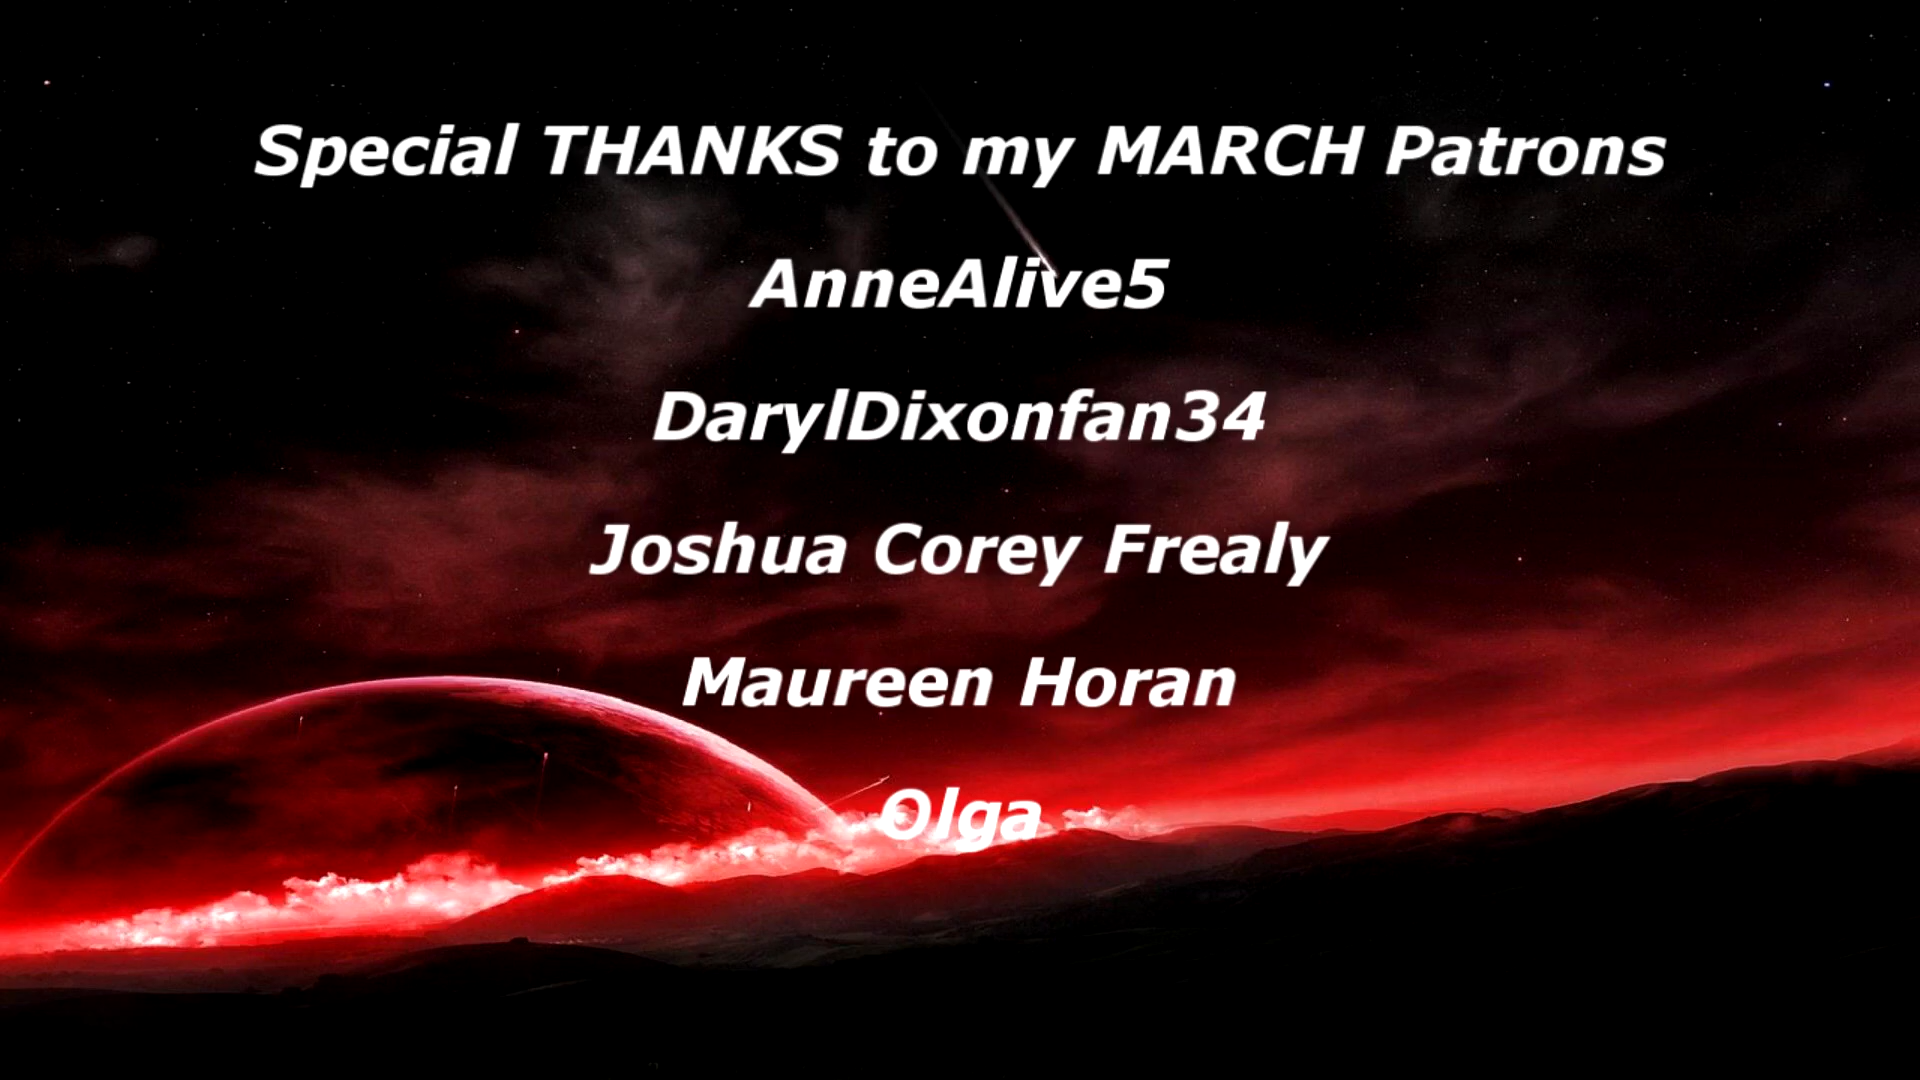 Special THANKS to my MARCH Patrons
AnneAlive5
DarylDixonfan34
Joshua Corey Frealy
Maureen Horan
Olga